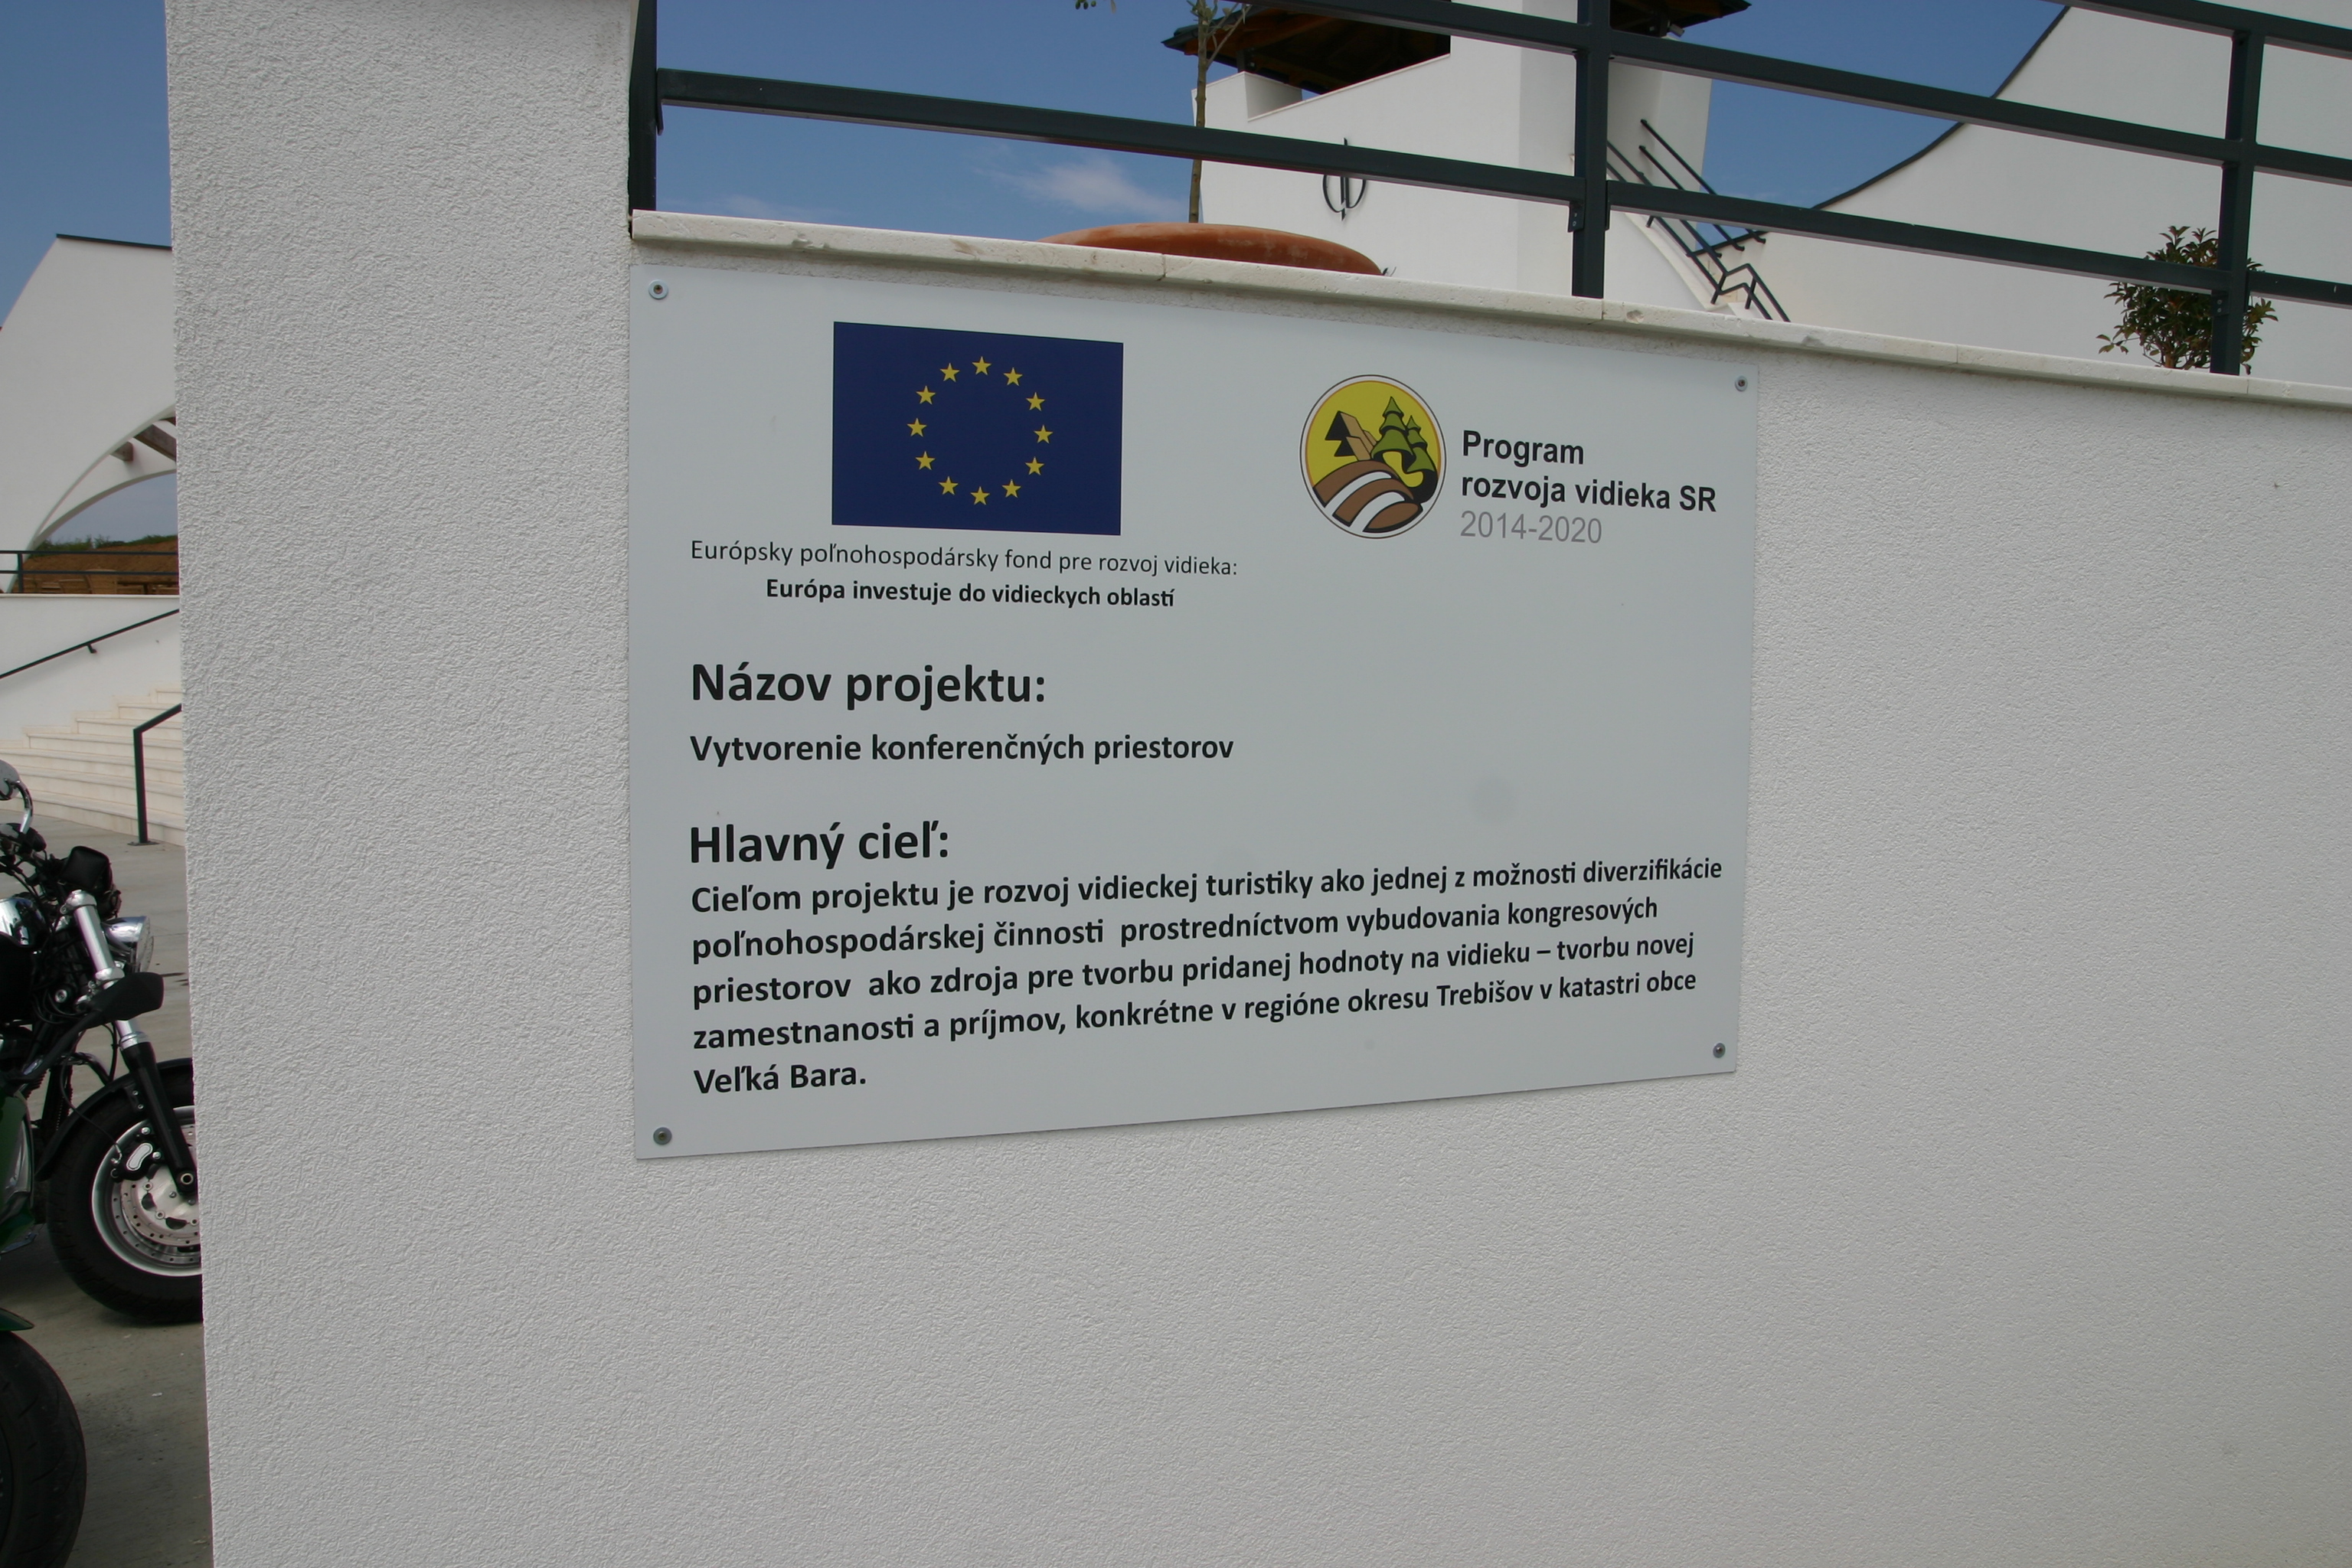 Európsky poľnohospodársky fond pre rozvoj vidieka:
Európa investuje do vidieckych oblastí
Program
rozvoja vidieka SR
2014-2020
Názov projektu:
Vytvorenie konferenčných priestorov
Hlavný cieľ:
Cieľom projektu je rozvoj vidieckej turistiky ako jednej z možnosti diverzifikácie
poľnohospodárskej činnosti prostredníctvom vybudovania kongresových
priestorov ako zdroja pre tvorbu pridanej hodnoty na vidieku – tvorbu novej
zamestnanosti a príjmov, konkrétne v regióne okresu Trebišov v katastri obce
Veľká Bara.